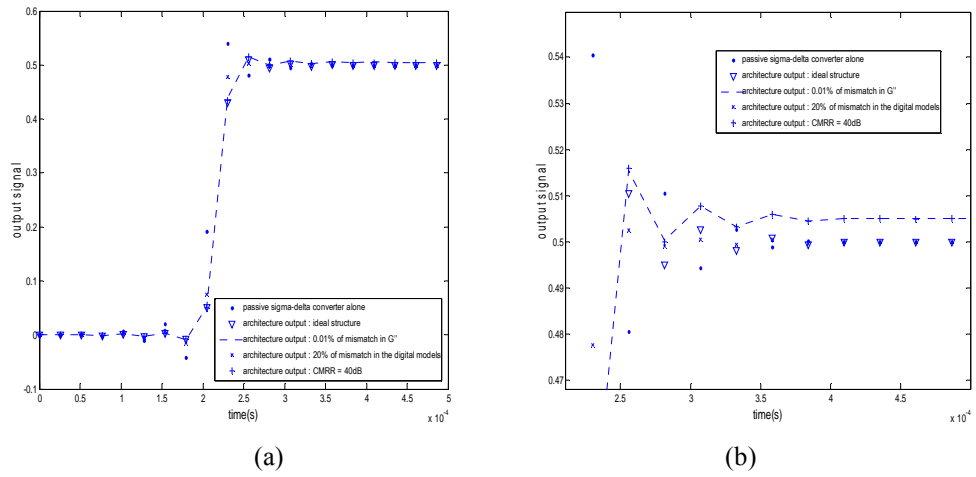 0.6
0.5
0.4
0.3
0.2
0.1
0
-0.1
output signal
passive sigma-delta converter alone
architecture output : ideal structure
architecture output : 0.01% of mismatch in G"
architecture output : 20% of mismatch in the digital models
architecture output : CMRR = 40dB
0 0.5 1 1.5 2 2.5 3 3.5 4 4.5 5
time(s)
x 10⁻⁴
(a)
0.54
0.53
0.52
0.51
0.5
0.49
0.48
0.47
output signal
passive sigma-delta converter alone
architecture output : ideal structure
architecture output : 0.01% of mismatch in G"
architecture output : 20% of mismatch in the digital models
architecture output : CMRR = 40dB
2.5 3 3.5 4 4.5
time(s)
x 10⁻⁴
(b)